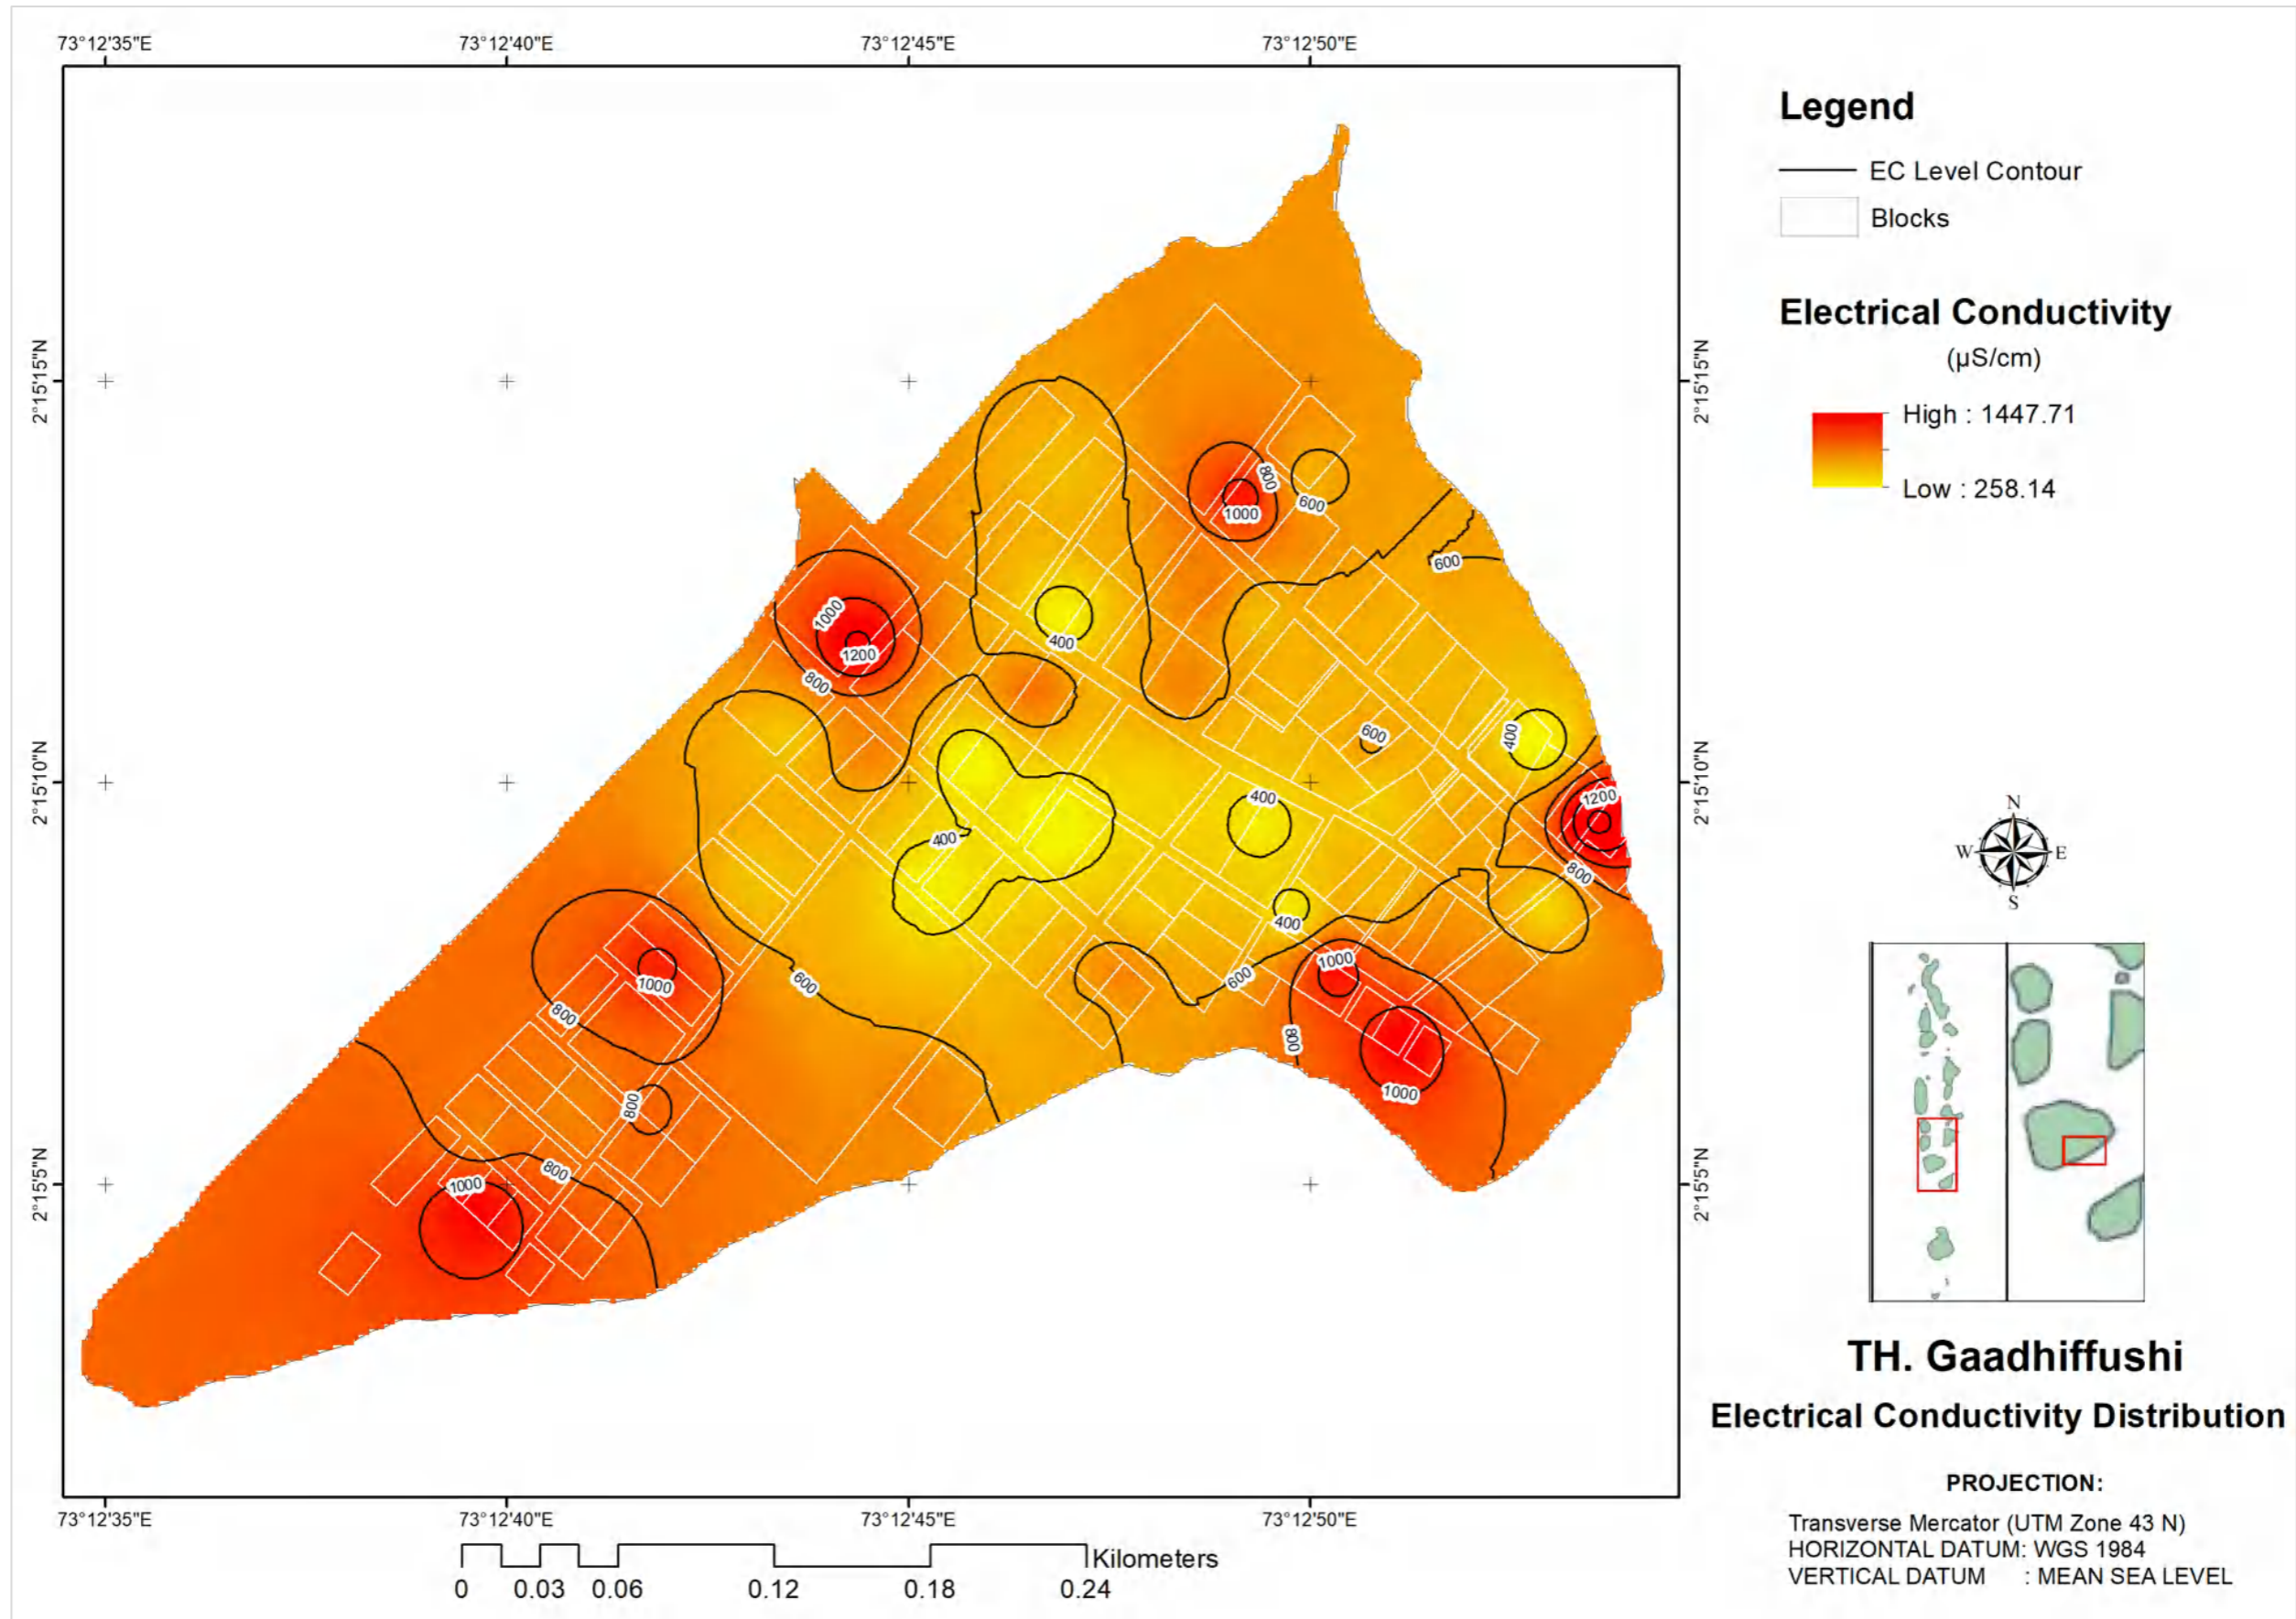 73°12'35"E 73°12'40"E 73°12'45"E 73°12'50"E
2°15'15"N 2°15'15"N
2°15'10"N 2°15'10"N
2°15'5"N 2°15'5"N
800
1000
600
600
1000
400
1200
800
600
400
1200
400
400
800
400
1000
600
1000
800
600
800
1000
800
800
1000
73°12'35"E 73°12'40"E 73°12'45"E 73°12'50"E
Kilometers
0 0.03 0.06 0.12 0.18 0.24
Legend
EC Level Contour
Blocks
Electrical Conductivity
(µS/cm)
High : 1447.71
Low : 258.14
N
W E
S
TH. Gaadhiffushi
Electrical Conductivity Distribution
PROJECTION:
Transverse Mercator (UTM Zone 43 N)
HORIZONTAL DATUM: WGS 1984
VERTICAL DATUM : MEAN SEA LEVEL